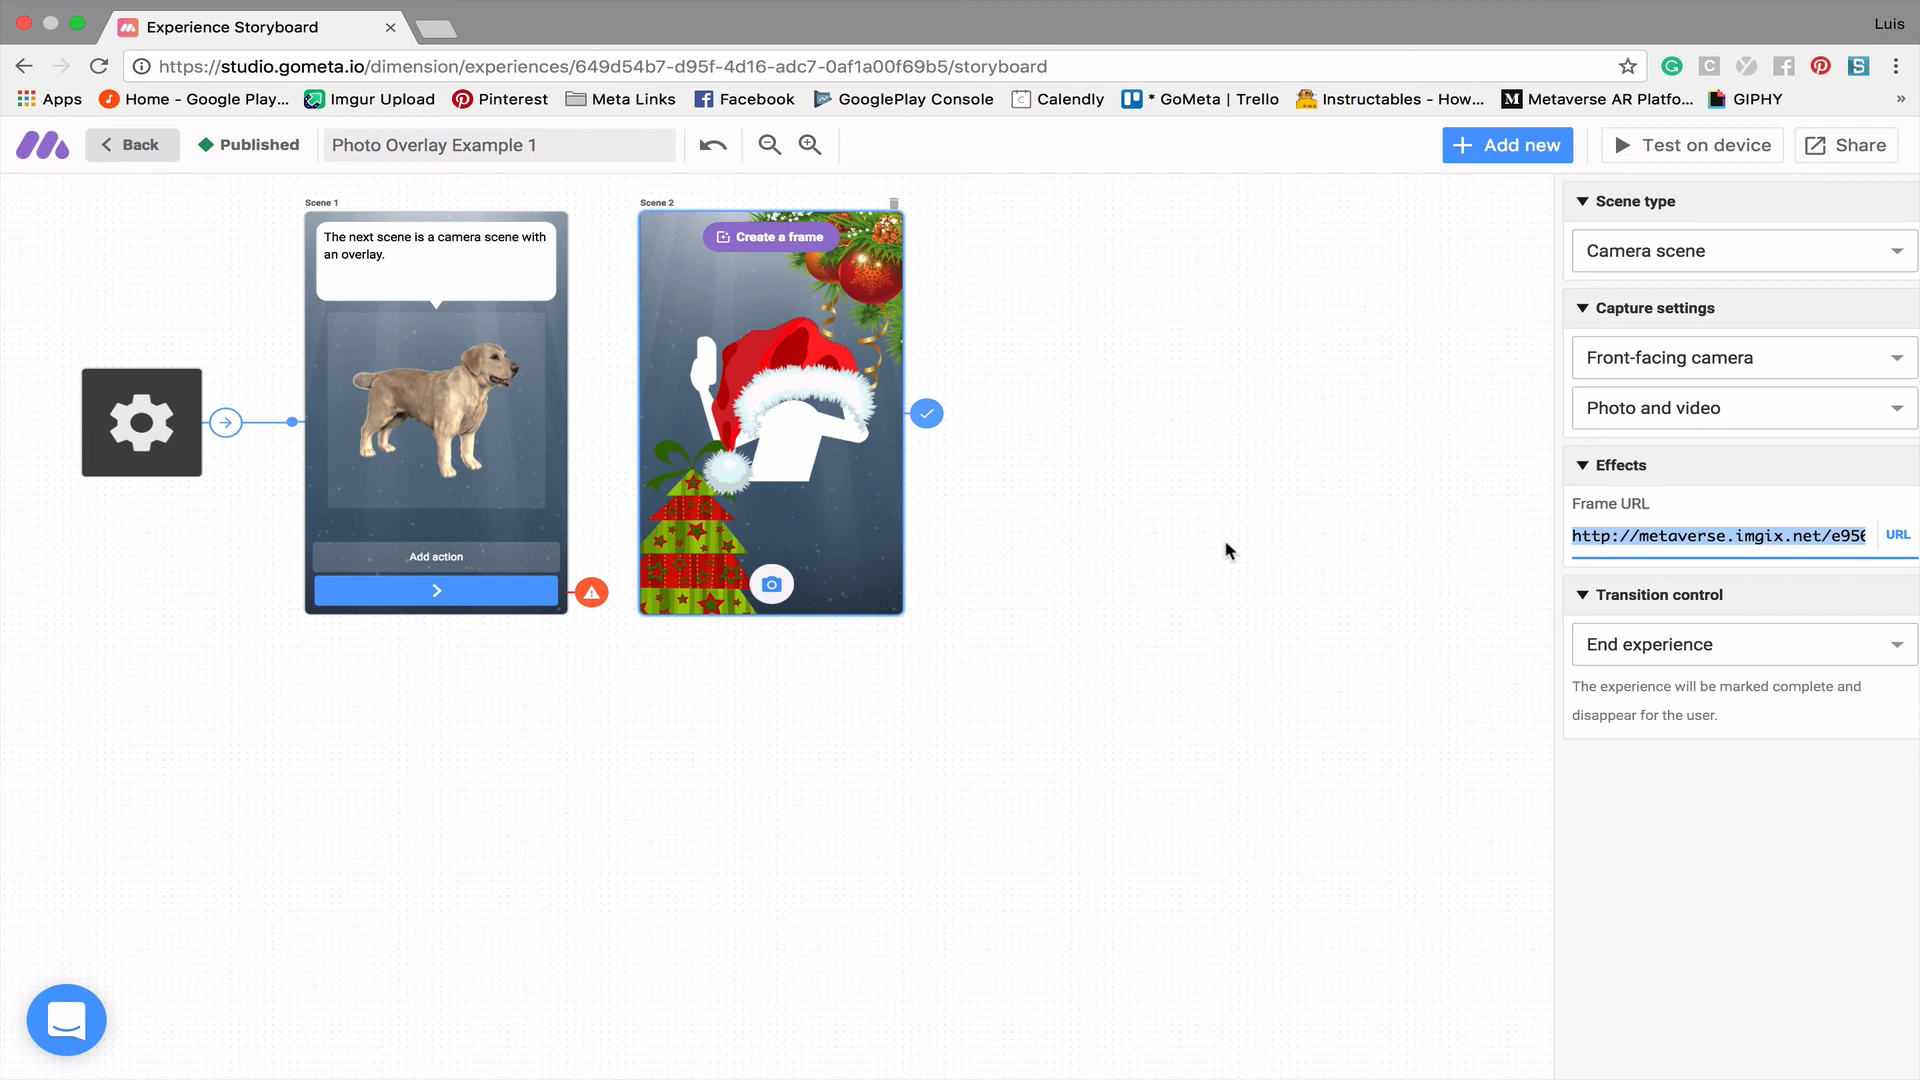 Experience Storyboard
Luis
https://studio.gometa.io/dimension/experiences/649d54b7-d95f-4d16-adc7-0af1a00f69b5/storyboard
Apps Home - Google Play... Imgur Upload Pinterest Meta Links Facebook GooglePlay Console Calendly * GoMeta | Trello Instructables - How... Metaverse AR Platfo... GIPHY »
Back Published Photo Overlay Example 1 Add new Test on device Share
Scene 1
The next scene is a camera scene with
an overlay.
Add action
Scene 2
Create a frame
Scene type
Camera scene
Capture settings
Front-facing camera
Photo and video
Effects
Frame URL
http://metaverse.imgix.net/e956 URL
Transition control
End experience
The experience will be marked complete and
disappear for the user.